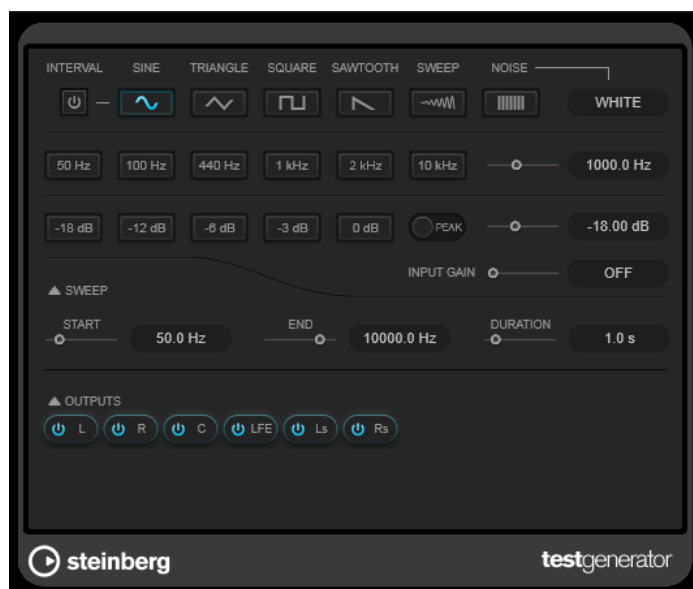 INTERVAL SINE TRIANGLE SQUARE SAWTOOTH SWEEP NOISE
WHITE
50 Hz 100 Hz 440 Hz 1 kHz 2 kHz 10 kHz 1000.0 Hz
-18 dB -12 dB -6 dB -3 dB 0 dB PEAK -18.00 dB
INPUT GAIN OFF
SWEEP
START 50.0 Hz END 10000.0 Hz DURATION 1.0 s
OUTPUTS
L R C LFE Ls Rs
steinberg testgenerator